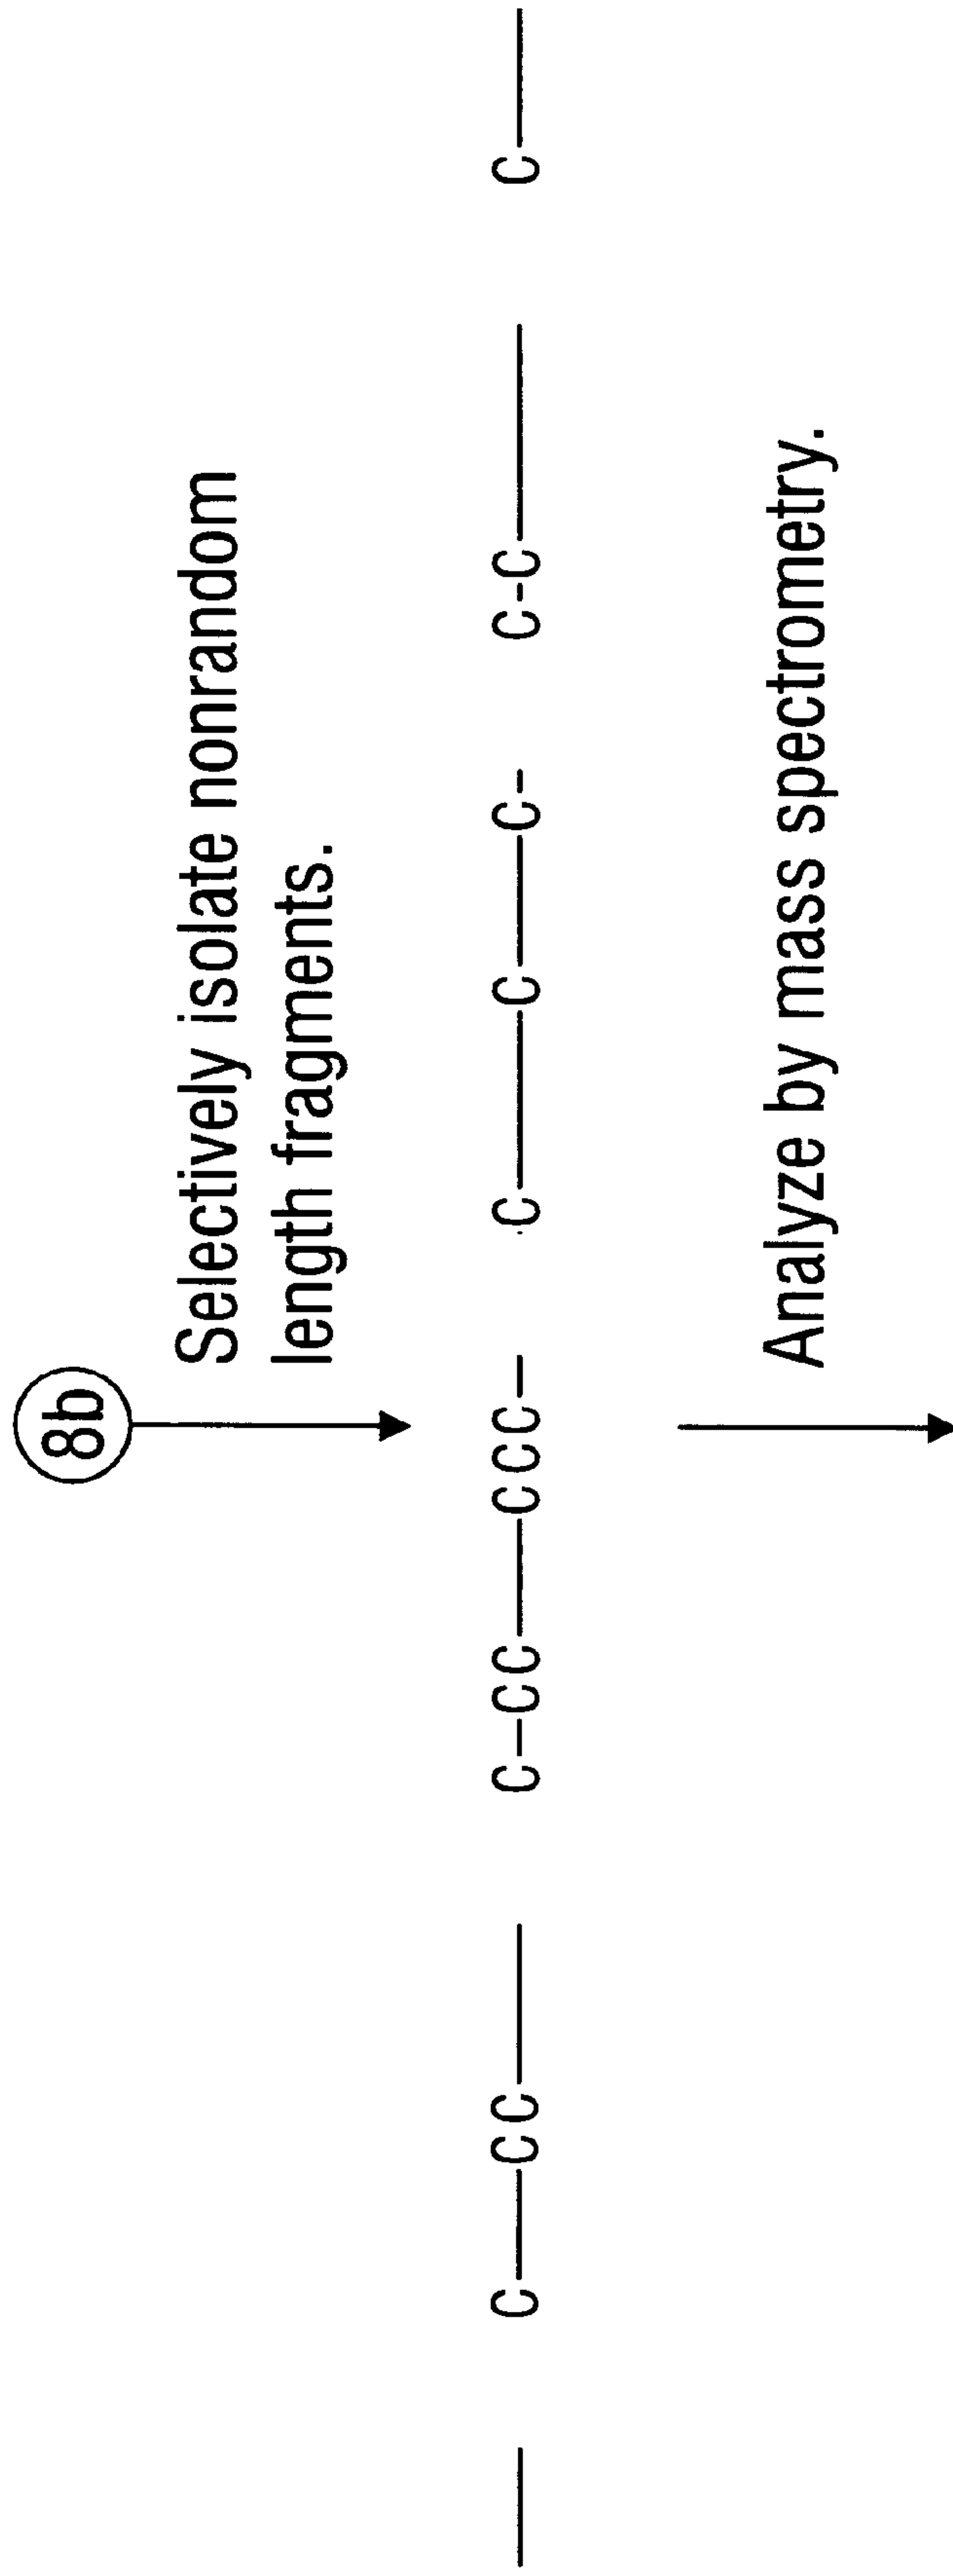 8b
Selectively isolate nonrandom
length fragments.
— C—CC— C-CC—CCC- C—C—C- C-C— C—
Analyze by mass spectrometry.